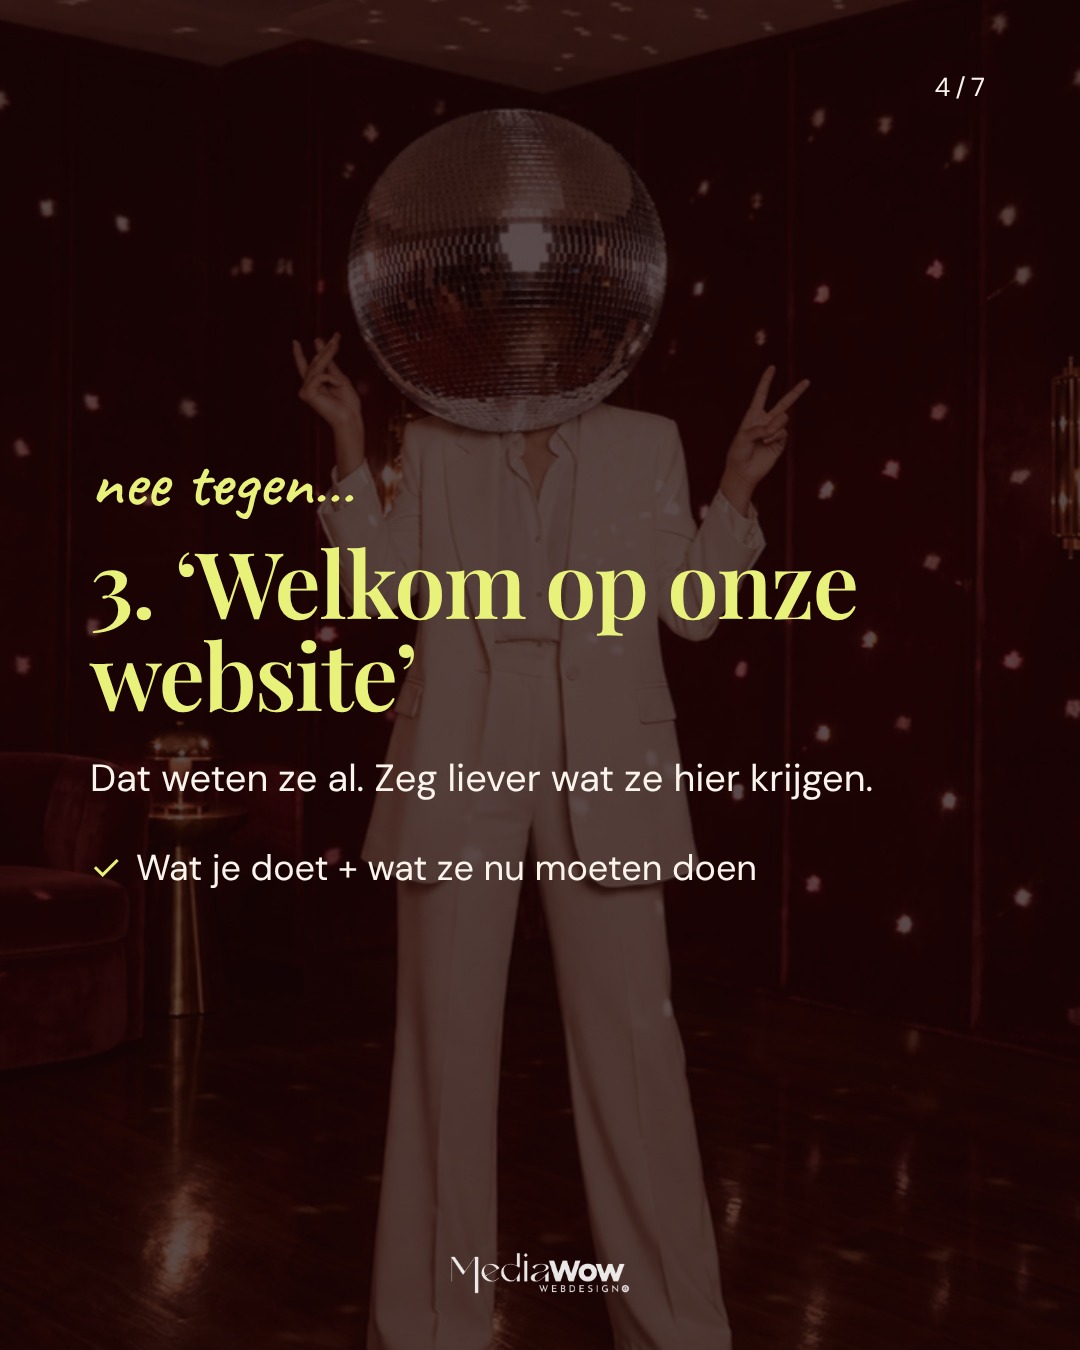 4 / 7
nee tegen...
3. ‘Welkom op onze
website’
Dat weten ze al. Zeg liever wat ze hier krijgen.
✓ Wat je doet + wat ze nu moeten doen
MediaWow
WEBDESIGN